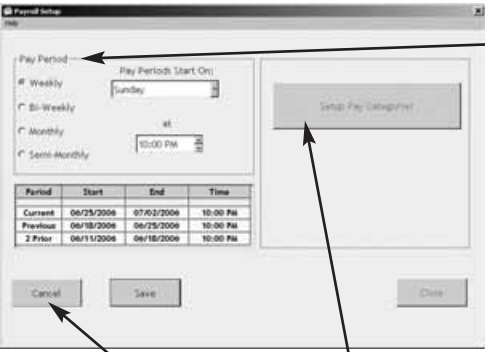 Payroll Setup
Help
Pay Period
Weekly
Bi-Weekly
Monthly
Semi-Monthly
Pay Periods Start On:
Sunday
at
10:00 PM
Setup Pay Categories
Period Start End Time
Current 06/25/2006 07/02/2006 10:00 PM
Previous 06/18/2006 06/25/2006 10:00 PM
2 Prior 06/11/2006 06/18/2006 10:00 PM
Cancel
Save
Close